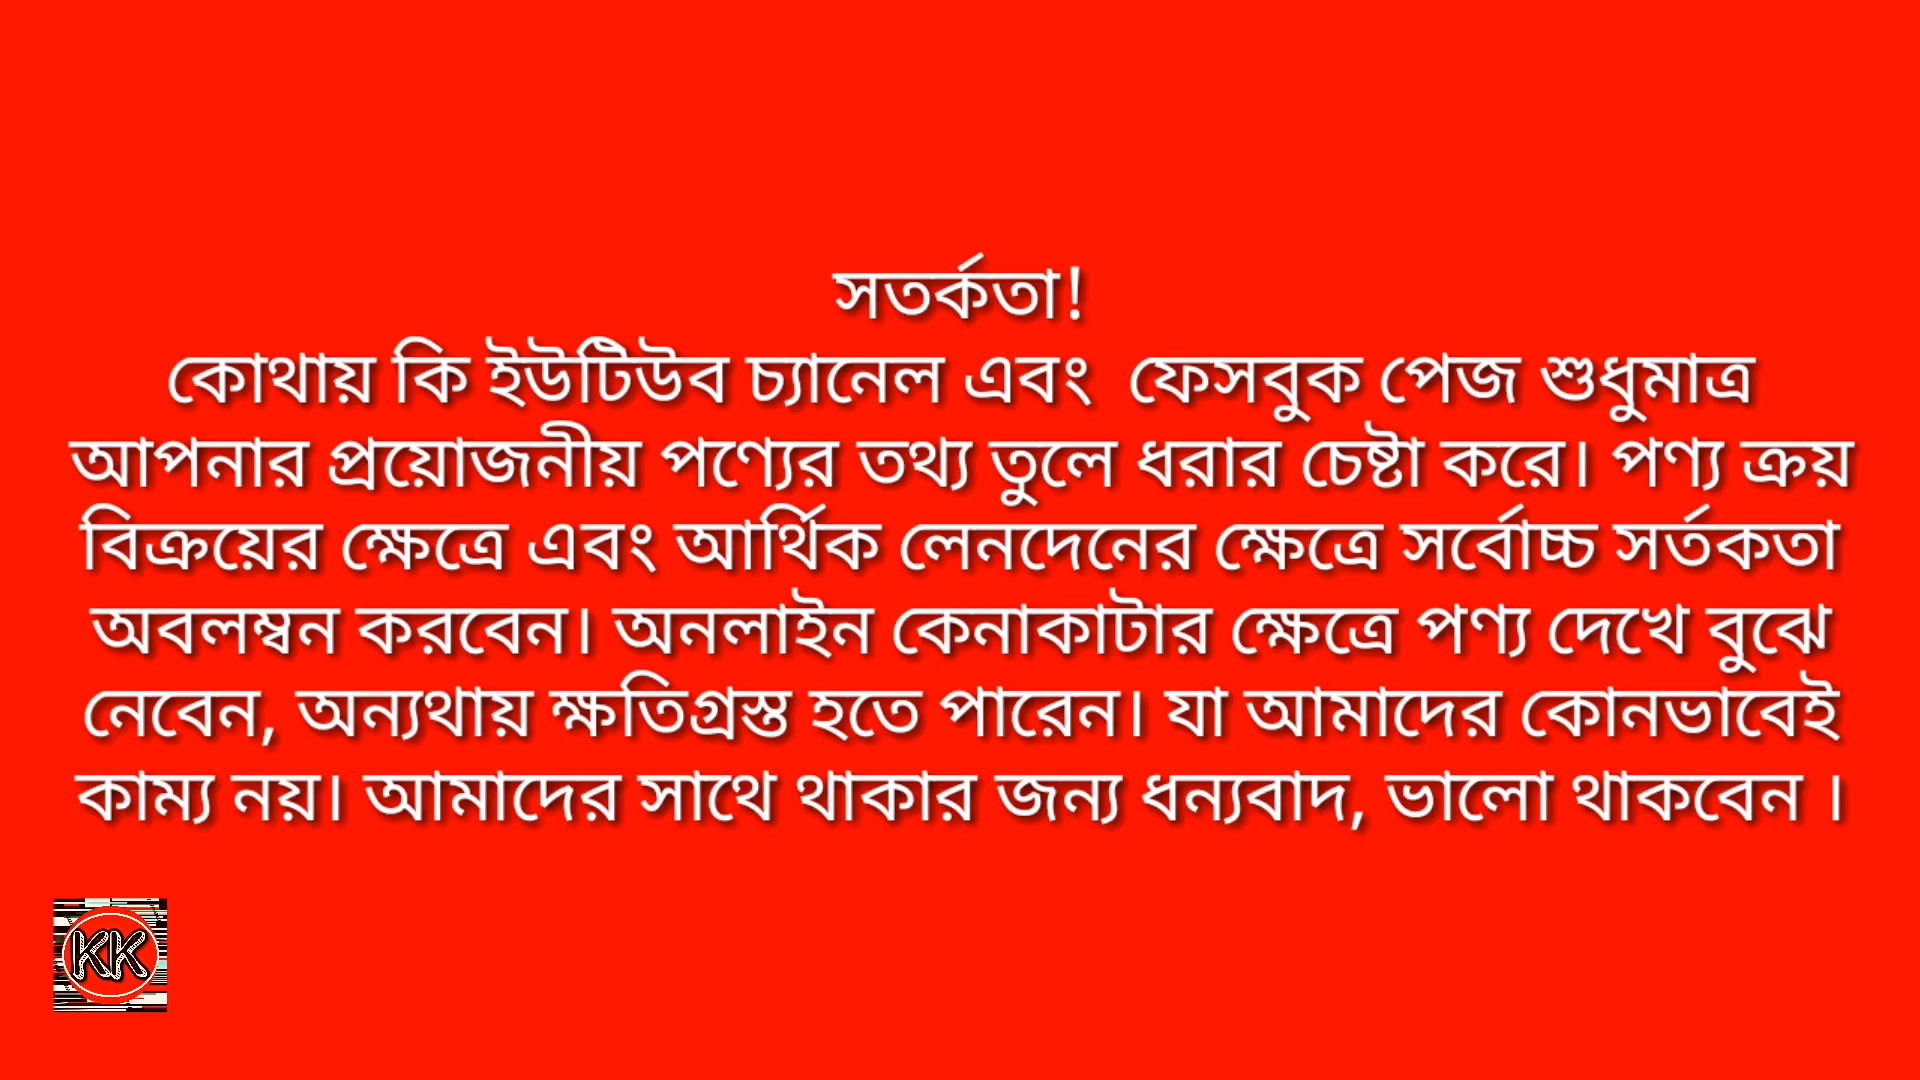 সতর্কতা!
কোথায় কি ইউটিউব চ্যানেল এবং ফেসবুক পেজ শুধুমাত্র
আপনার প্রয়োজনীয় পণ্যের তথ্য তুলে ধরার চেষ্টা করে। পণ্য ক্রয়
বিক্রয়ের ক্ষেত্রে এবং আর্থিক লেনদেনের ক্ষেত্রে সর্বোচ্চ সর্তকতা
অবলম্বন করবেন। অনলাইন কেনাকাটার ক্ষেত্রে পণ্য দেখে বুঝে
নেবেন, অন্যথায় ক্ষতিগ্রস্ত হতে পারেন। যা আমাদের কোনভাবেই
কাম্য নয়। আমাদের সাথে থাকার জন্য ধন্যবাদ, ভালো থাকবেন ।
KK